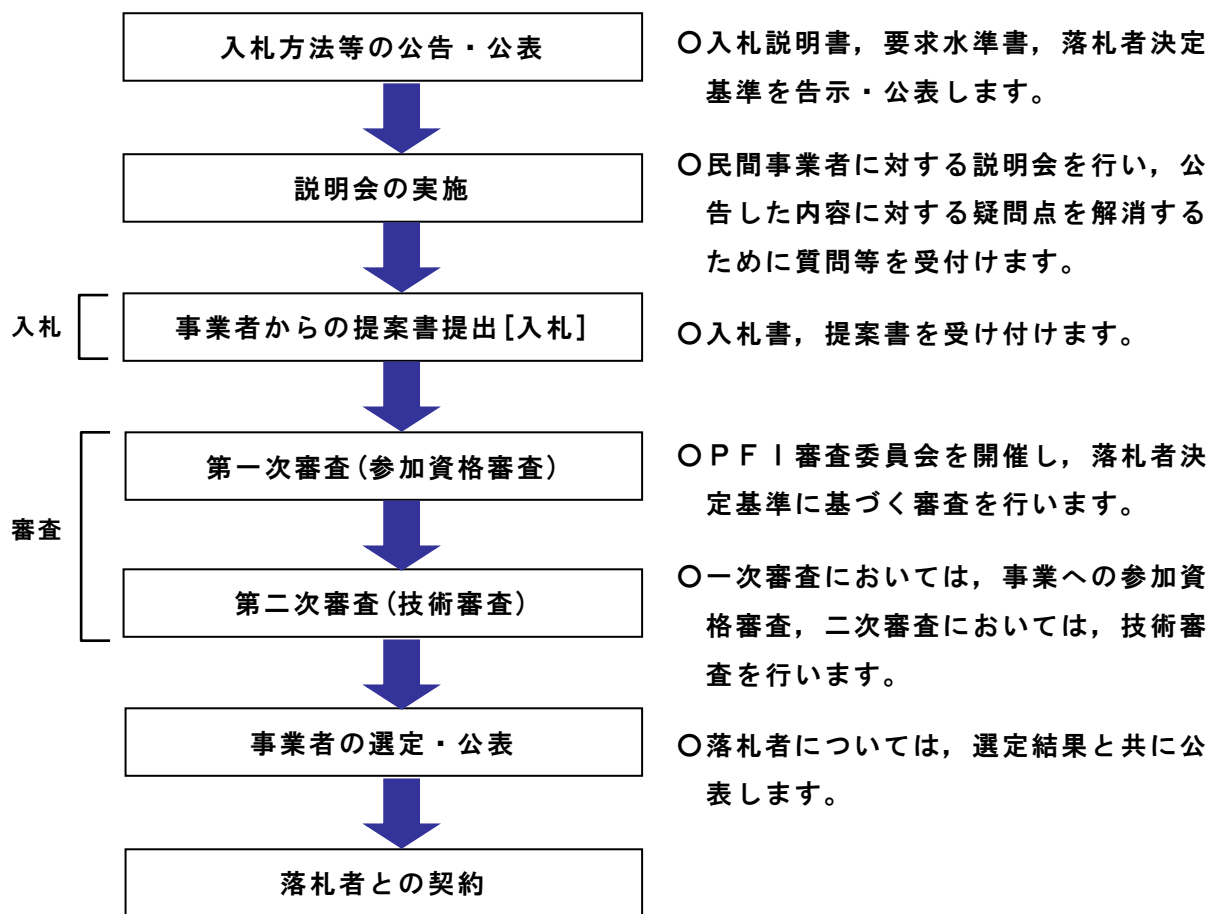 入札方法等の公告・公表
〇入札説明書，要求水準書，落札者決定
基準を告示・公表します。
説明会の実施
〇民間事業者に対する説明会を行い，公
告した内容に対する疑問点を解消する
ために質問等を受付けます。
入札
事業者からの提案書提出[入札]
〇入札書，提案書を受け付けます。
審査
第一次審査(参加資格審査)
〇ＰＦＩ審査委員会を開催し，落札者決
定基準に基づく審査を行います。
第二次審査(技術審査)
〇一次審査においては，事業への参加資
格審査，二次審査においては，技術審
査を行います。
事業者の選定・公表
〇落札者については，選定結果と共に公
表します。
落札者との契約